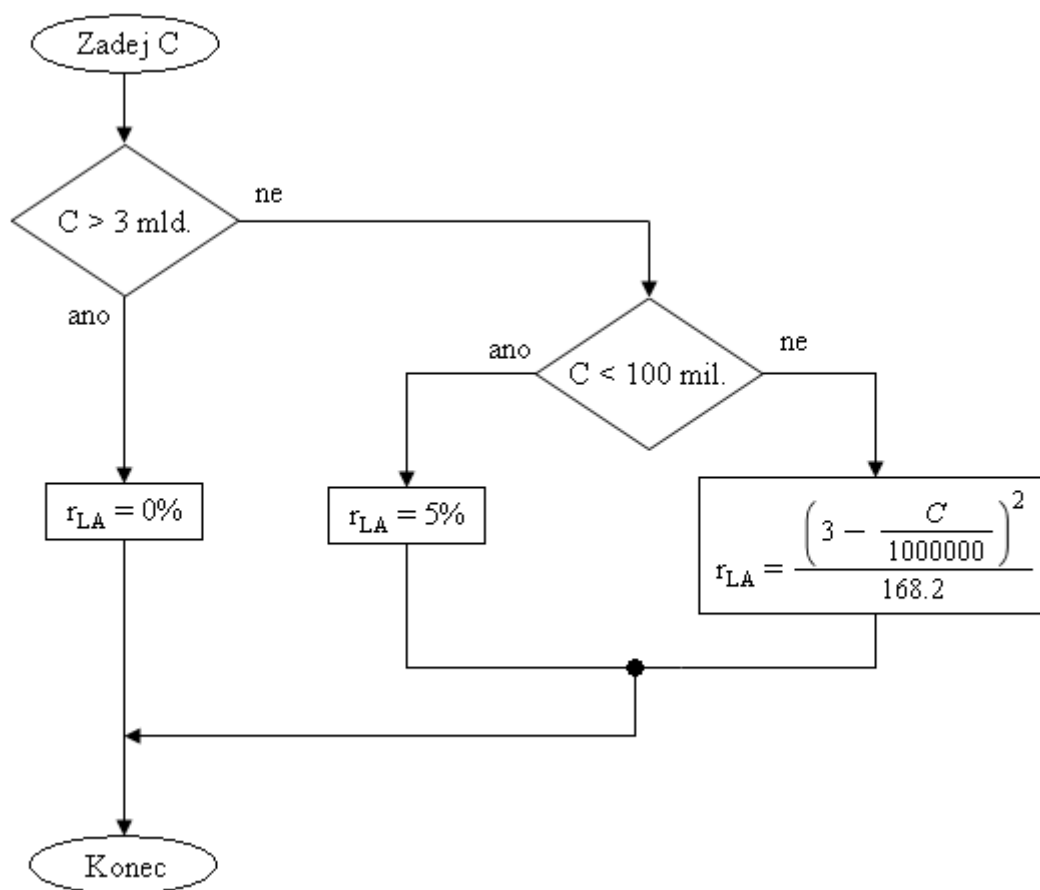 Zadej C
C > 3 mld.
ne
ano
C < 100 mil.
ano
ne
r_LA = 0%
r_LA = 5%
r_LA = (3 − C/1000000)^2 / 168.2
Konec